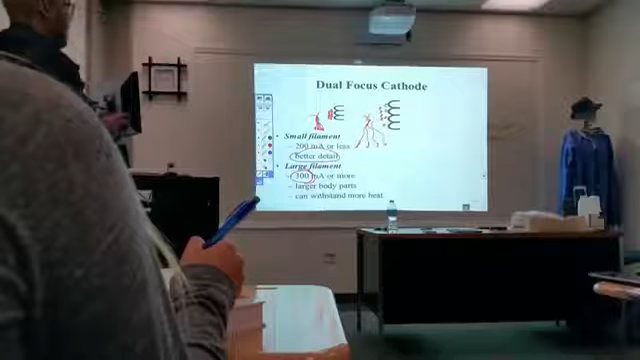 Dual Focus Cathode
• Small filament
– 200 mA or less
– better detail
• Large filament
– 300 mA or more
– larger body parts
– can withstand more heat